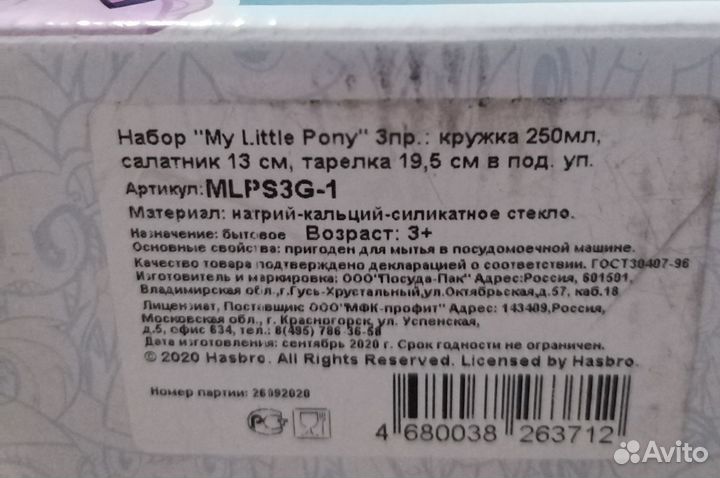 Набор "My Little Pony" 3пр.: кружка 250мл,
салатник 13 см, тарелка 19,5 см в под. уп.
Артикул:MLPS3G-1
Материал: натрий-кальций-силикатное стекло.
Назначение: бытовое Возраст: 3+
Основные свойства: пригоден для мытья в посудомоечной машине.
Качество товара подтверждено декларацией о соответствии. ГОСТ30407-96
Изготовитель и маркировка: ООО"Посуда-Пак" Адрес:Россия, 601501,
Владимирская обл.,г.Гусь-Хрустальный,ул.Октябрьская,д.57, каб.18
Лицензиат, Поставщик: ООО "МФК-профит" Адрес: 143409,Россия,
Московская обл., г. Красногорск, ул. Успенская,
д.5, офис 634, тел.: 8(495) 786-36-58
Дата изготовления: сентябрь 2020 г. Срок годности не ограничен.
© 2020 Hasbro. All Rights Reserved. Licensed by Hasbro.
Номер партии: 26092020
4 680038 263712
Avito